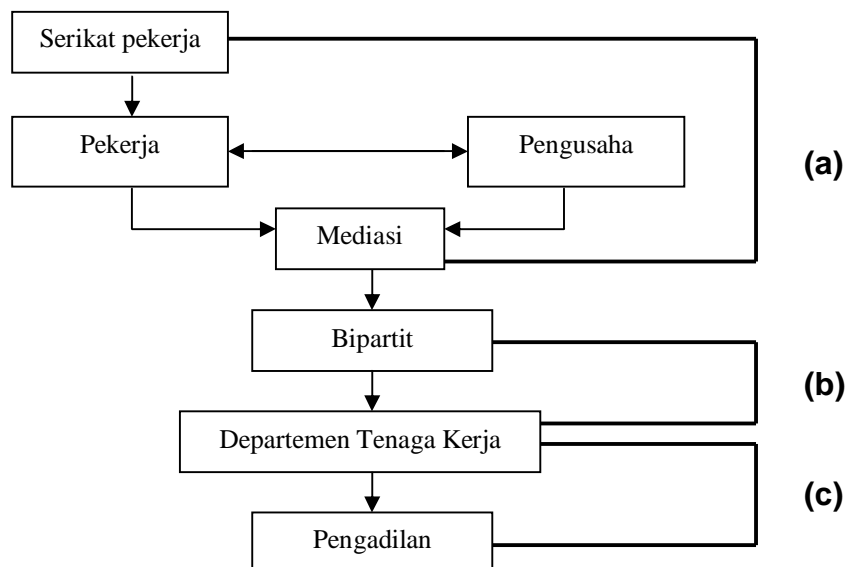 Serikat pekerja
Pekerja
Pengusaha
(a)
Mediasi
Bipartit
(b)
Departemen Tenaga Kerja
(c)
Pengadilan